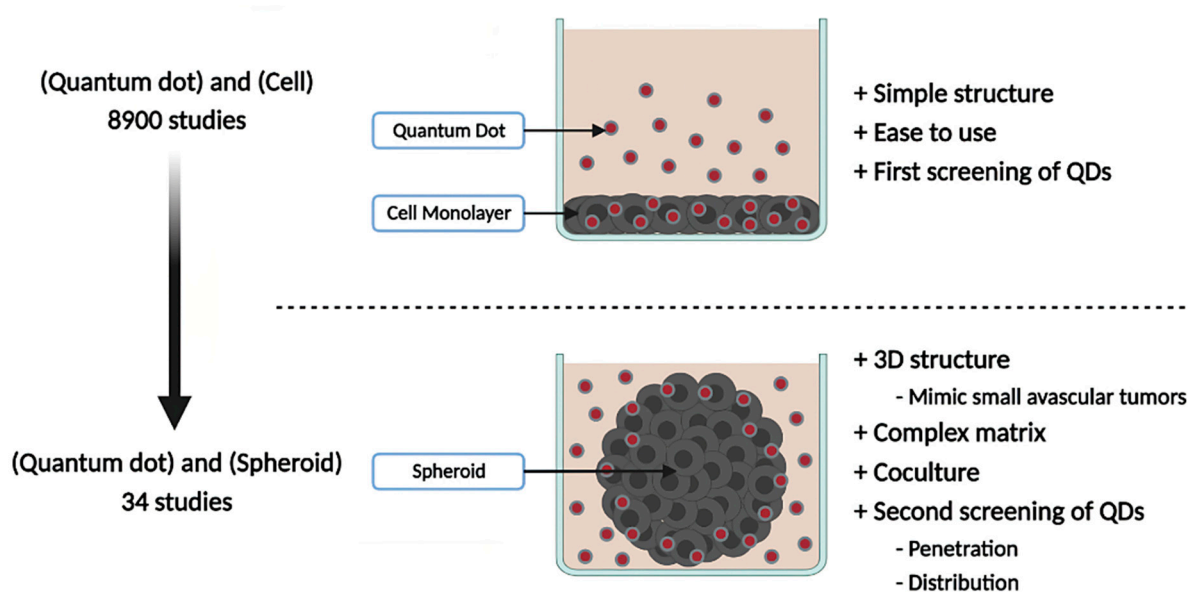 (Quantum dot) and (Cell)
8900 studies
Quantum Dot
Cell Monolayer
+ Simple structure
+ Ease to use
+ First screening of QDs
(Quantum dot) and (Spheroid)
34 studies
Spheroid
+ 3D structure
- Mimic small avascular tumors
+ Complex matrix
+ Coculture
+ Second screening of QDs
- Penetration
- Distribution